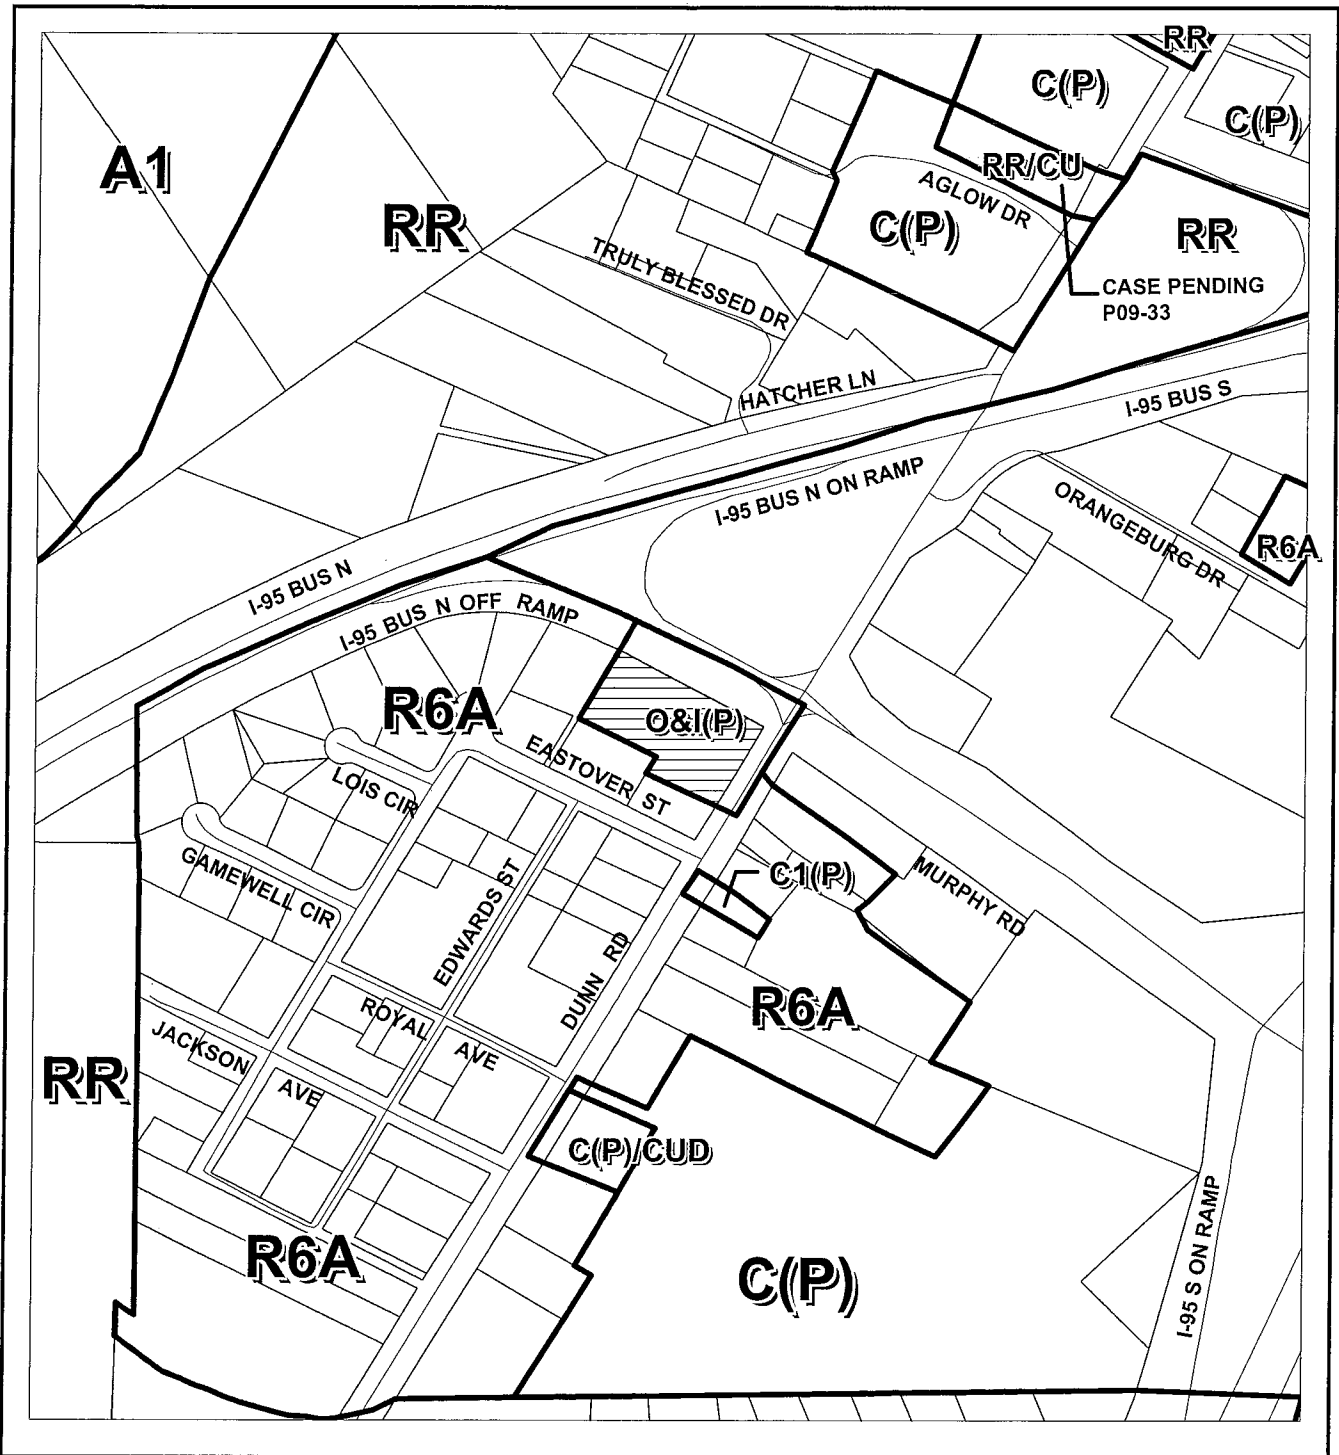 RR
C(P)
C(P)
A1
RR/CU
RR
AGLOW DR
C(P)
RR
TRULY BLESSED DR
CASE PENDING
P09-33
HATCHER LN
I-95 BUS S
I-95 BUS N ON RAMP
ORANGEBURG DR
R6A
I-95 BUS N
I-95 BUS N OFF RAMP
R6A
O&I(P)
EASTOVER ST
LOIS CIR
GAMEWELL CIR
EDWARDS ST
C1(P)
MURPHY RD
DUNN RD
R6A
ROYAL AVE
JACKSON AVE
RR
C(P)/CUD
R6A
C(P)
I-95 S ON RAMP